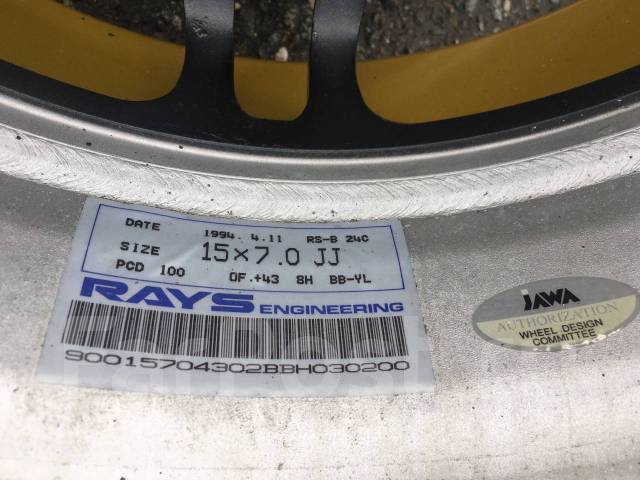 DATE 1994. 4.11 RS-B 24C
SIZE 15×7.0 JJ
PCD 100 OF.+43 8H BB-YL
RAYS ENGINEERING
90015704302BBH030200
JAWA
AUTHORIZATION
WHEEL DESIGN
COMMITTEE